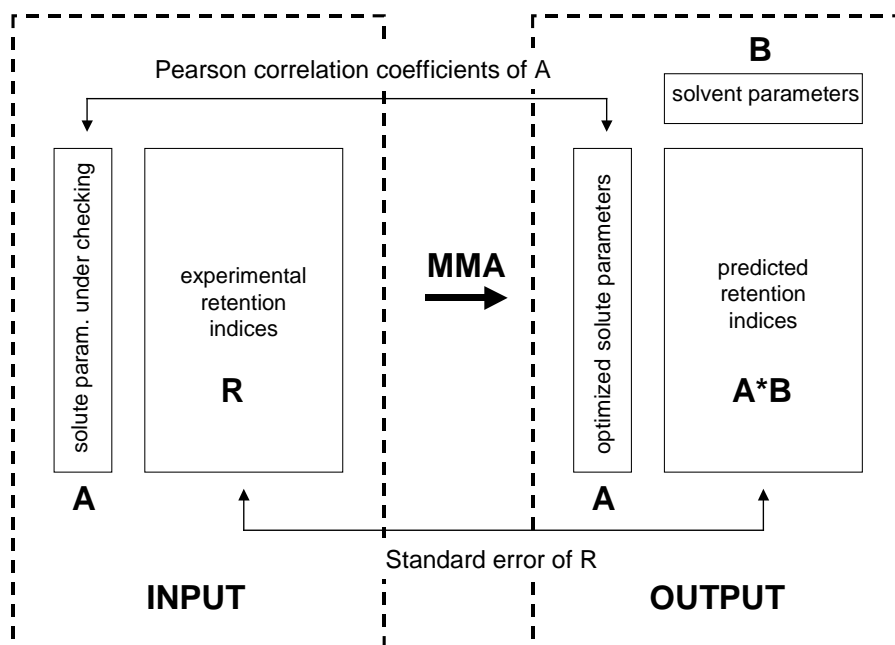 Pearson correlation coefficients of A
B
solvent parameters
solute param. under checking
experimental
retention
indices
R
A
MMA
optimized solute parameters
predicted
retention
indices
A*B
A
Standard error of R
INPUT
OUTPUT